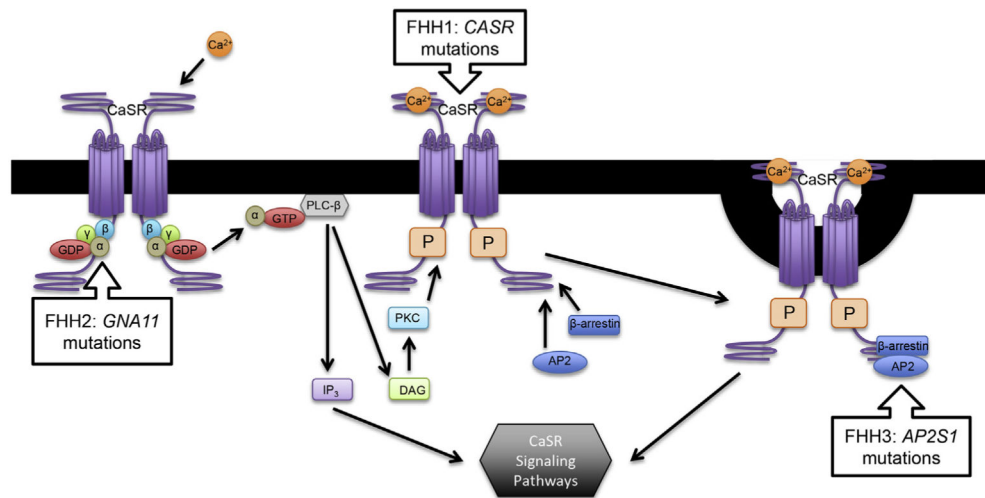 FHH1: CASR
mutations
Ca²⁺
CaSR
Ca²⁺
CaSR
Ca²⁺
Ca²⁺
CaSR
Ca²⁺
γ
β
GDP
α
β
γ
α
GDP
α
GTP
PLC-β
P
P
FHH2: GNA11
mutations
PKC
β-arrestin
AP2
IP₃
DAG
P
P
β-arrestin
AP2
CaSR
Signaling
Pathways
FHH3: AP2S1
mutations